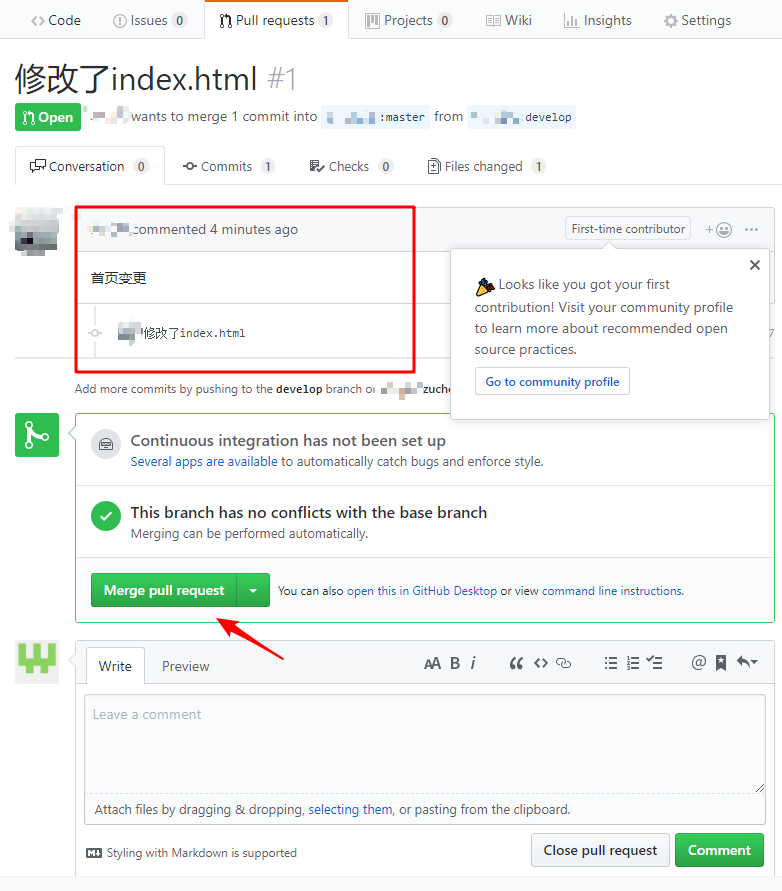 Code Issues 0 Pull requests 1 Projects 0 Wiki Insights Settings
修改了index.html #1
Open wants to merge 1 commit into :master from develop
Conversation 0 Commits 1 Checks 0 Files changed 1
commented 4 minutes ago First-time contributor
首页变更
Looks like you got your first
contribution! Visit your community profile
to learn more about recommended open
source practices.
Go to community profile
修改了index.html
Add more commits by pushing to the develop branch on zuche
Continuous integration has not been set up
Several apps are available to automatically catch bugs and enforce style.
This branch has no conflicts with the base branch
Merging can be performed automatically.
Merge pull request You can also open this in GitHub Desktop or view command line instructions.
Write Preview AA B i
Leave a comment
Attach files by dragging & dropping, selecting them, or pasting from the clipboard.
Styling with Markdown is supported Close pull request Comment